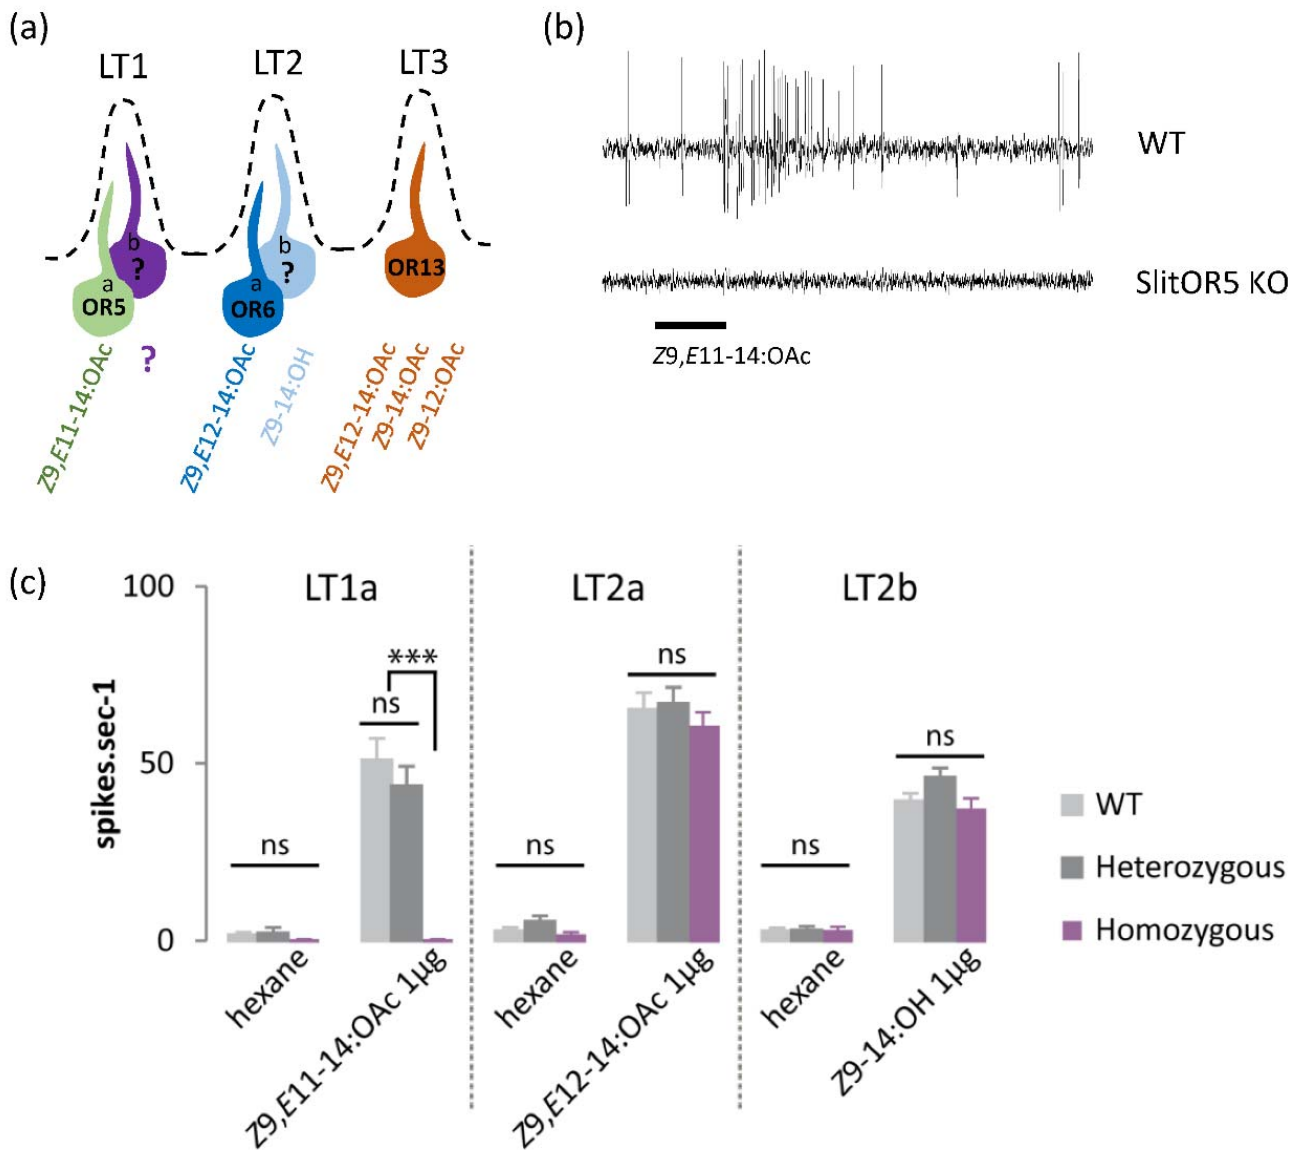 (a)
LT1
LT2
LT3
b
?
a
OR5
b
?
a
OR6
OR13
Z9,E11-14:OAc
?
Z9,E12-14:OAc
Z9-14:OH
Z9,E12-14:OAc
Z9-14:OAc
Z9-12:OAc
(b)
WT
SlitOR5 KO
Z9,E11-14:OAc
(c)
100
50
0
spikes.sec-1
LT1a
ns
ns
***
hexane
Z9,E11-14:OAc 1µg
LT2a
ns
ns
hexane
Z9,E12-14:OAc 1µg
LT2b
ns
ns
hexane
Z9-14:OH 1µg
WT
Heterozygous
Homozygous